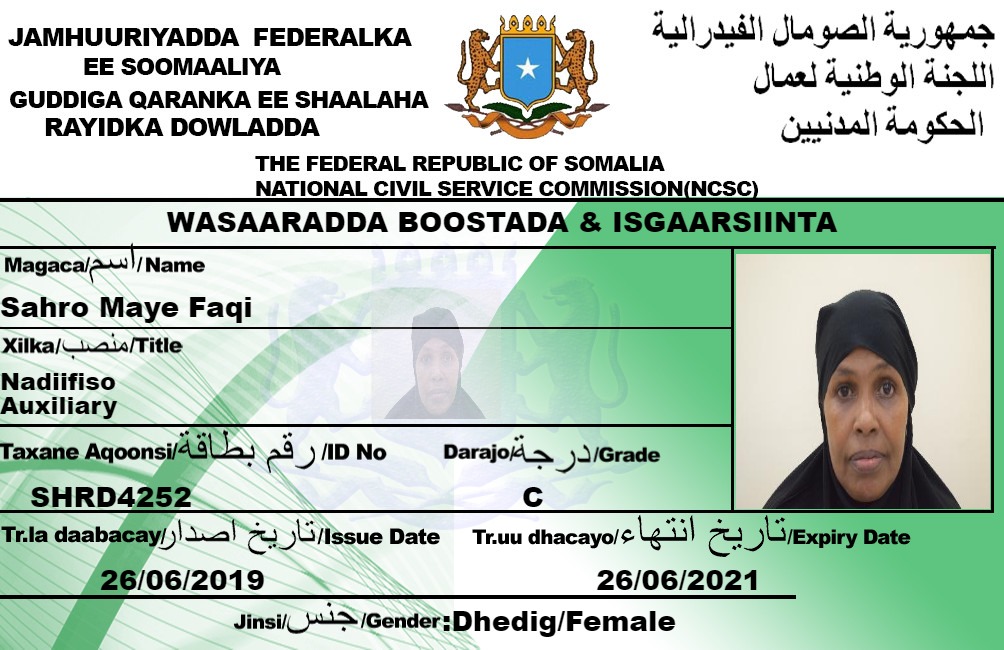 JAMHUURIYADDA FEDERALKA
EE SOOMAALIYA
GUDDIGA QARANKA EE SHAALAHA
RAYIDKA DOWLADDA
جمهورية الصومال الفيدرالية
اللجنة الوطنية لعمال
الحكومة المدنيين
THE FEDERAL REPUBLIC OF SOMALIA
NATIONAL CIVIL SERVICE COMMISSION(NCSC)
WASAARADDA BOOSTADA & ISGAARSIINTA
Magaca/اسم/Name
Sahro Maye Faqi
Xilka/منصب/Title
Nadiifiso
Auxiliary
Taxane Aqoonsi/رقم بطاقة/ID No
Darajo/درجة/Grade
SHRD4252
C
Tr.la daabacay/تاريخ اصدار/Issue Date
Tr.uu dhacayo/تاريخ انتهاء/Expiry Date
26/06/2019
26/06/2021
Jinsi/جنس/Gender:Dhedig/Female